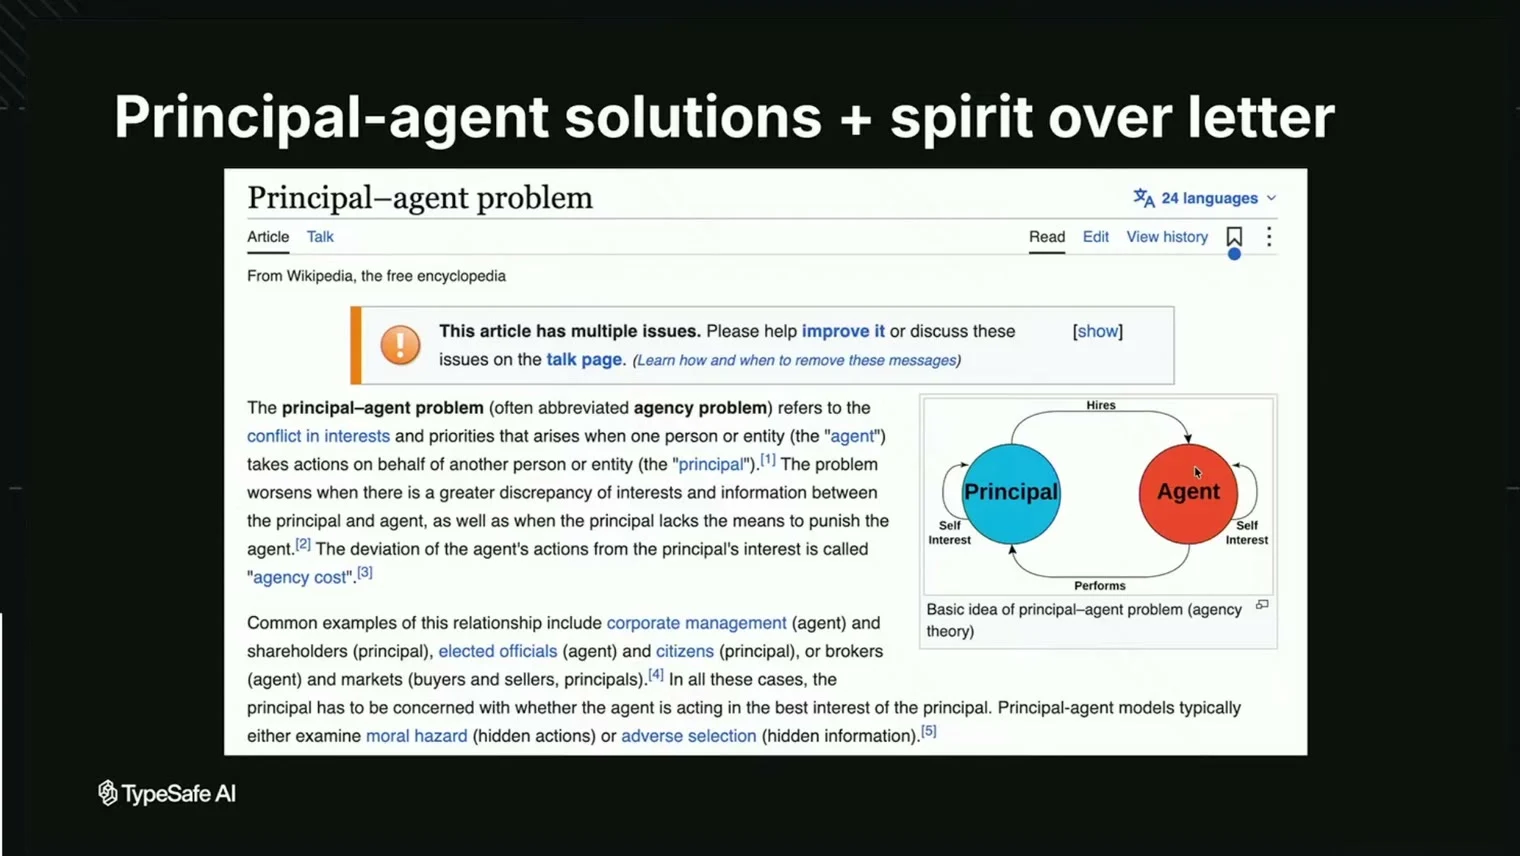 Principal-agent solutions + spirit over letter
Principal–agent problem
24 languages
Article Talk
Read Edit View history
From Wikipedia, the free encyclopedia
This article has multiple issues. Please help improve it or discuss these
issues on the talk page. (Learn how and when to remove these messages)
[show]
The principal–agent problem (often abbreviated agency problem) refers to the
conflict in interests and priorities that arises when one person or entity (the "agent")
takes actions on behalf of another person or entity (the "principal").[1] The problem
worsens when there is a greater discrepancy of interests and information between
the principal and agent, as well as when the principal lacks the means to punish the
agent.[2] The deviation of the agent's actions from the principal's interest is called
"agency cost".[3]
Hires
Principal
Agent
Self
Interest
Self
Interest
Performs
Basic idea of principal–agent problem (agency
theory)
Common examples of this relationship include corporate management (agent) and
shareholders (principal), elected officials (agent) and citizens (principal), or brokers
(agent) and markets (buyers and sellers, principals).[4] In all these cases, the
principal has to be concerned with whether the agent is acting in the best interest of the principal. Principal-agent models typically
either examine moral hazard (hidden actions) or adverse selection (hidden information).[5]
TypeSafe AI